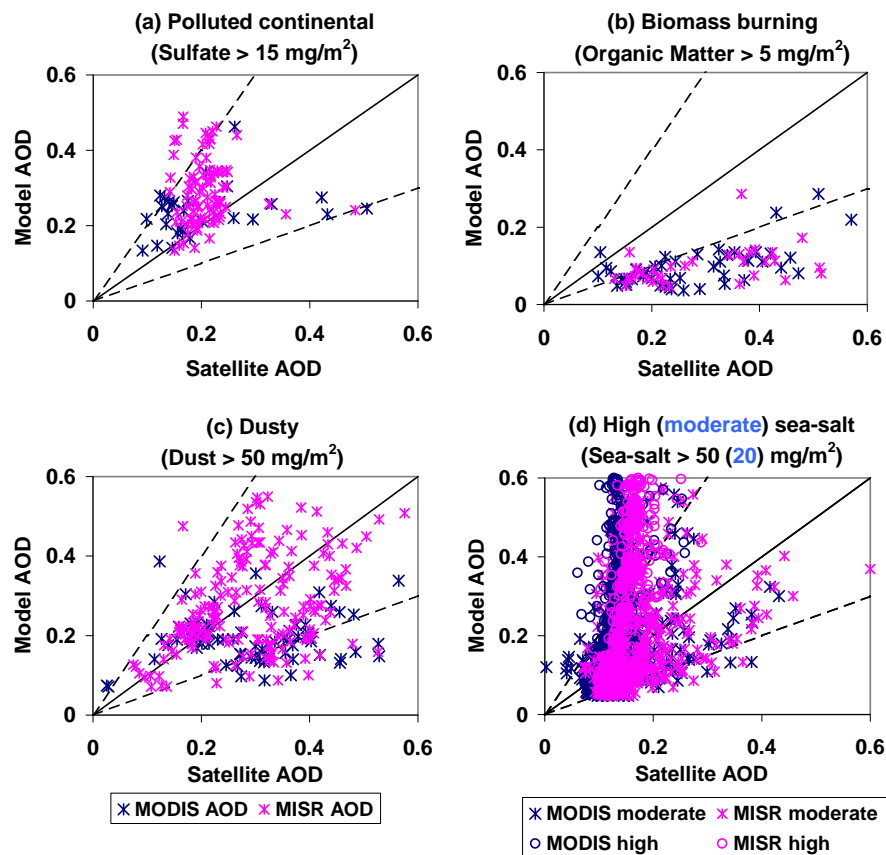 (a) Polluted continental
(Sulfate > 15 mg/m²)
0.6
0.4
0.2
0
0 0.2 0.4 0.6
Model AOD
Satellite AOD
(b) Biomass burning
(Organic Matter > 5 mg/m²)
0.6
0.4
0.2
0
0 0.2 0.4 0.6
Model AOD
Satellite AOD
(c) Dusty
(Dust > 50 mg/m²)
0.6
0.4
0.2
0
0 0.2 0.4 0.6
Model AOD
Satellite AOD
MODIS AOD MISR AOD
(d) High (moderate) sea-salt
(Sea-salt > 50 (20) mg/m²)
0.6
0.4
0.2
0
0 0.2 0.4 0.6
Model AOD
Satellite AOD
MODIS moderate MISR moderate
MODIS high MISR high